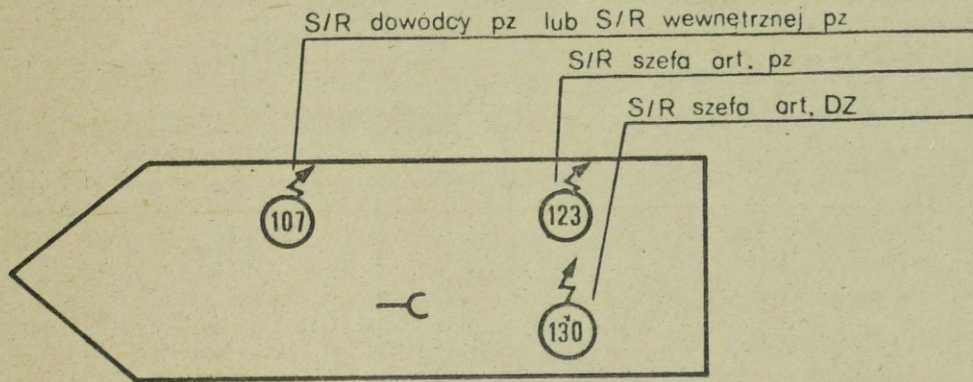 S/R dowódcy pz lub S/R wewnętrznej pz
S/R szefa art. pz
S/R szefa art. DZ
107
123
130